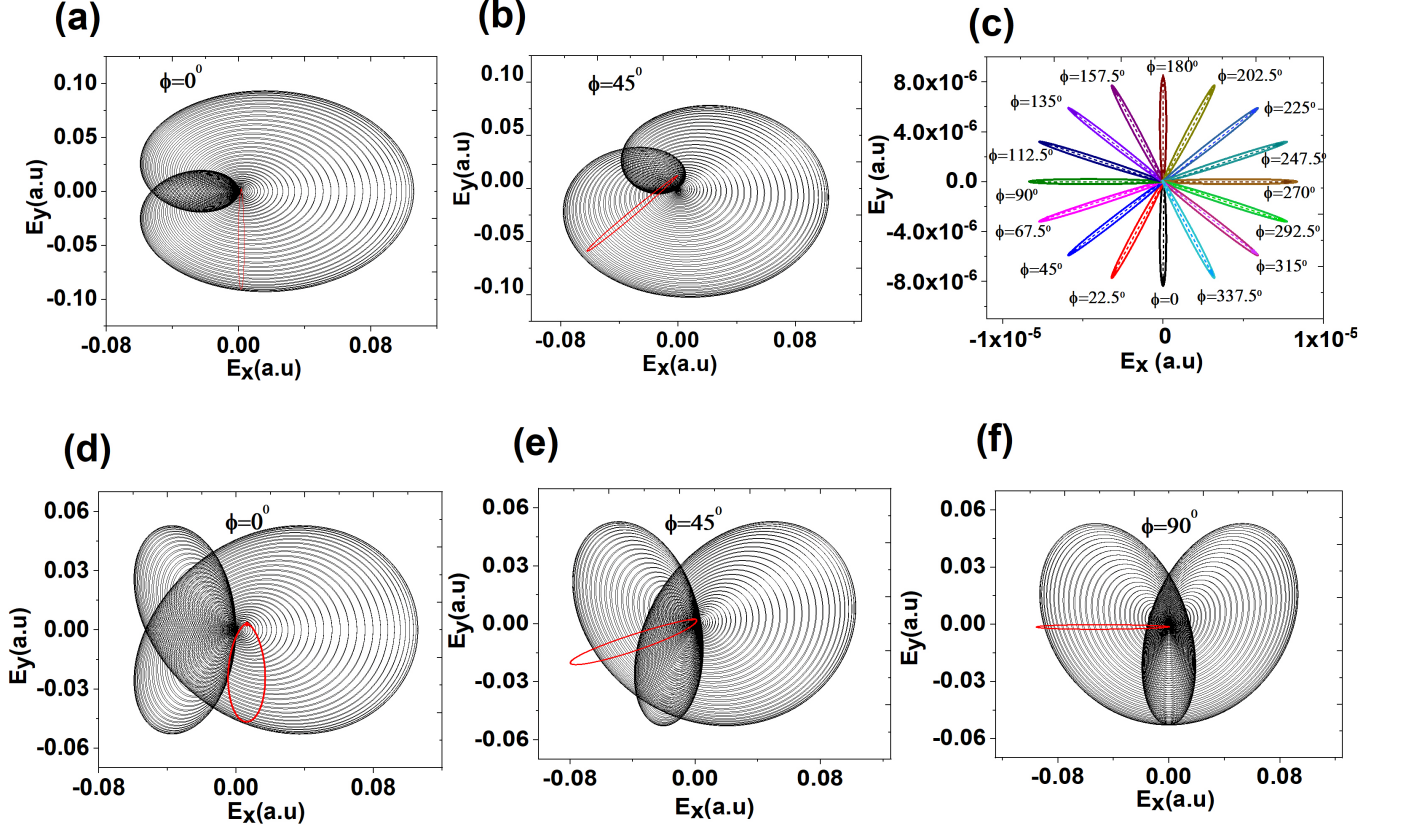 (a)
ϕ=0⁰
0.10
0.05
0.00
-0.05
-0.10
-0.08
0.00
0.08
Ey(a.u)
Ex(a.u)
(b)
ϕ=45⁰
0.10
0.05
0.00
-0.05
-0.10
-0.08
0.00
0.08
Ey(a.u)
Ex(a.u)
(c)
8.0x10⁻⁶
4.0x10⁻⁶
0.0
-4.0x10⁻⁶
-8.0x10⁻⁶
-1x10⁻⁵
0
1x10⁻⁵
Ey (a.u)
Ex (a.u)
ϕ=180⁰
ϕ=157.5⁰
ϕ=202.5⁰
ϕ=135⁰
ϕ=225⁰
ϕ=112.5⁰
ϕ=247.5⁰
ϕ=90⁰
ϕ=270⁰
ϕ=67.5⁰
ϕ=292.5⁰
ϕ=45⁰
ϕ=315⁰
ϕ=22.5⁰
ϕ=0
ϕ=337.5⁰
(d)
ϕ=0⁰
0.06
0.03
0.00
-0.03
-0.06
-0.08
0.00
0.08
Ey(a.u)
Ex(a.u)
(e)
ϕ=45⁰
0.06
0.03
0.00
-0.03
-0.06
-0.08
0.00
0.08
Ey(a.u)
Ex(a.u)
(f)
ϕ=90⁰
0.06
0.03
0.00
-0.03
-0.06
-0.08
0.00
0.08
Ey(a.u)
Ex(a.u)